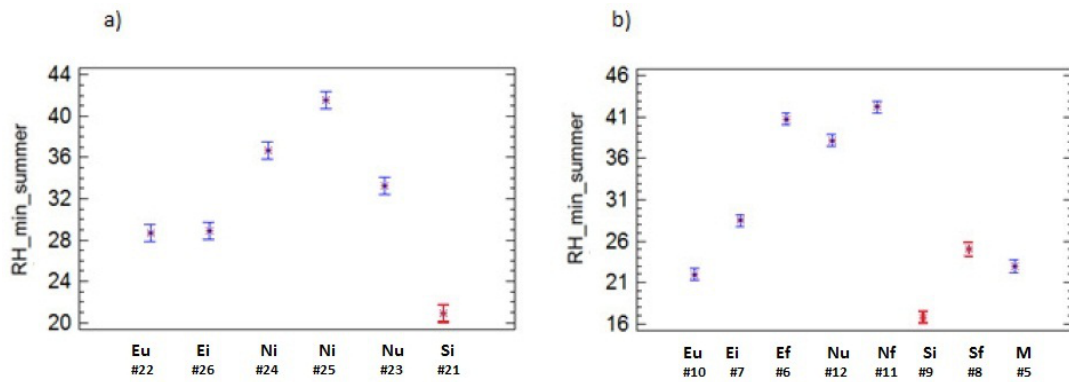 a)
RH_min_summer
44
40
36
32
28
24
20
Eu Ei Ni Ni Nu Si
#22 #26 #24 #25 #23 #21
b)
RH_min_summer
46
41
36
31
26
21
16
Eu Ei Ef Nu Nf Si Sf M
#10 #7 #6 #12 #11 #9 #8 #5